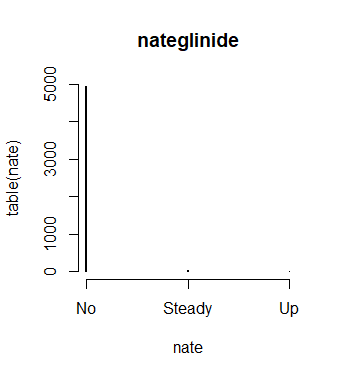 nateglinide
table(nate)
5000
3000
1000
0
No Steady Up
nate